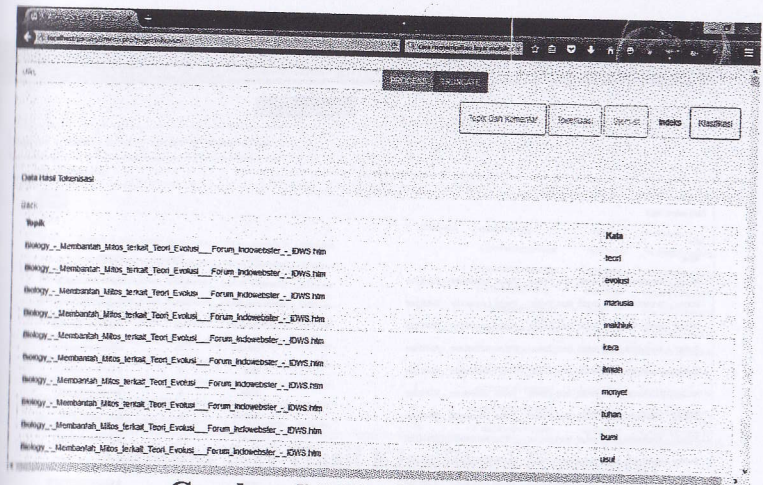 PROCESS TRUNCATE
Topik Dan Komentar Tokenisasi Indeks Klasifikasi
Data Hasil Tokenisasi
Topik Kata
Biology_-_Membantah_Mitos_terkait_Teori_Evolusi___Forum_Indowebster_-_IDWS.htm teori
Biology_-_Membantah_Mitos_terkait_Teori_Evolusi___Forum_Indowebster_-_IDWS.htm evolusi
Biology_-_Membantah_Mitos_terkait_Teori_Evolusi___Forum_Indowebster_-_IDWS.htm manusia
Biology_-_Membantah_Mitos_terkait_Teori_Evolusi___Forum_Indowebster_-_IDWS.htm makhluk
Biology_-_Membantah_Mitos_terkait_Teori_Evolusi___Forum_Indowebster_-_IDWS.htm kera
Biology_-_Membantah_Mitos_terkait_Teori_Evolusi___Forum_Indowebster_-_IDWS.htm ilmiah
Biology_-_Membantah_Mitos_terkait_Teori_Evolusi___Forum_Indowebster_-_IDWS.htm monyet
Biology_-_Membantah_Mitos_terkait_Teori_Evolusi___Forum_Indowebster_-_IDWS.htm tuhan
Biology_-_Membantah_Mitos_terkait_Teori_Evolusi___Forum_Indowebster_-_IDWS.htm bumi
Biology_-_Membantah_Mitos_terkait_Teori_Evolusi___Forum_Indowebster_-_IDWS.htm usul